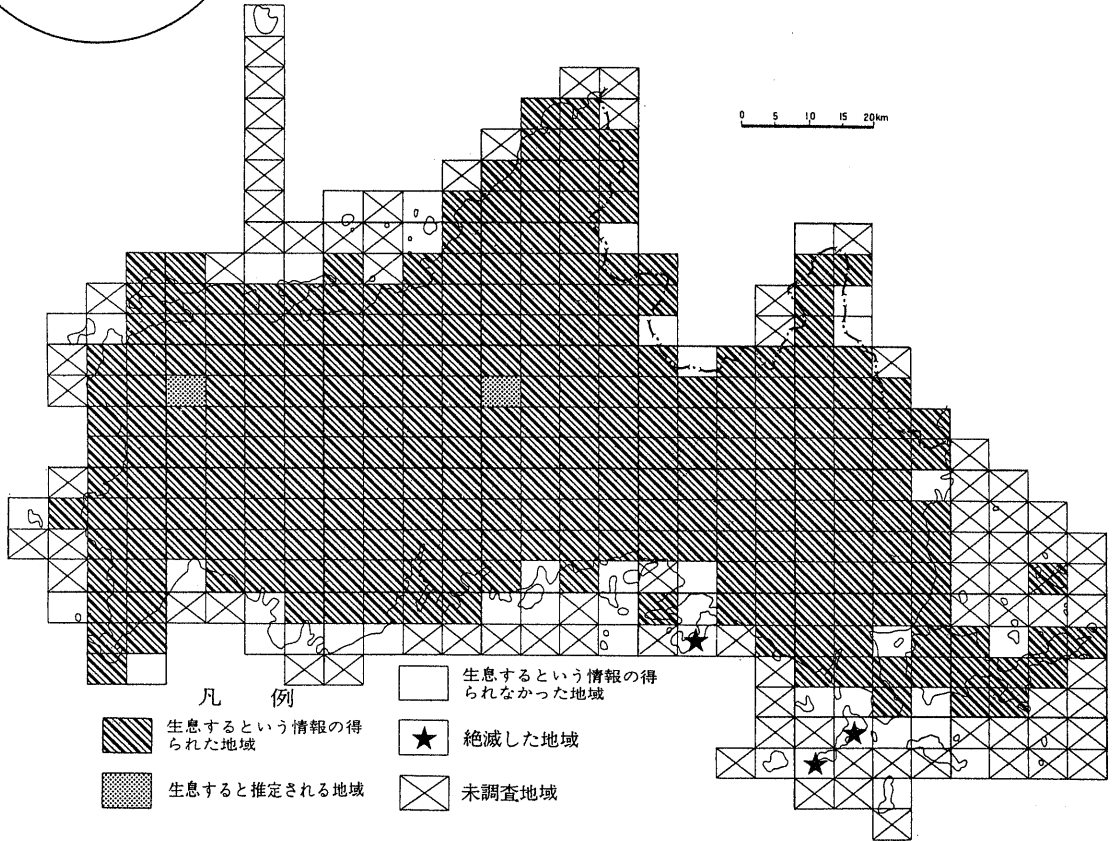 0 5 10 15 20km
凡 例
生息するという情報の得
られた地域
生息すると推定される地域
生息するという情報の得
られなかった地域
絶滅した地域
未調査地域